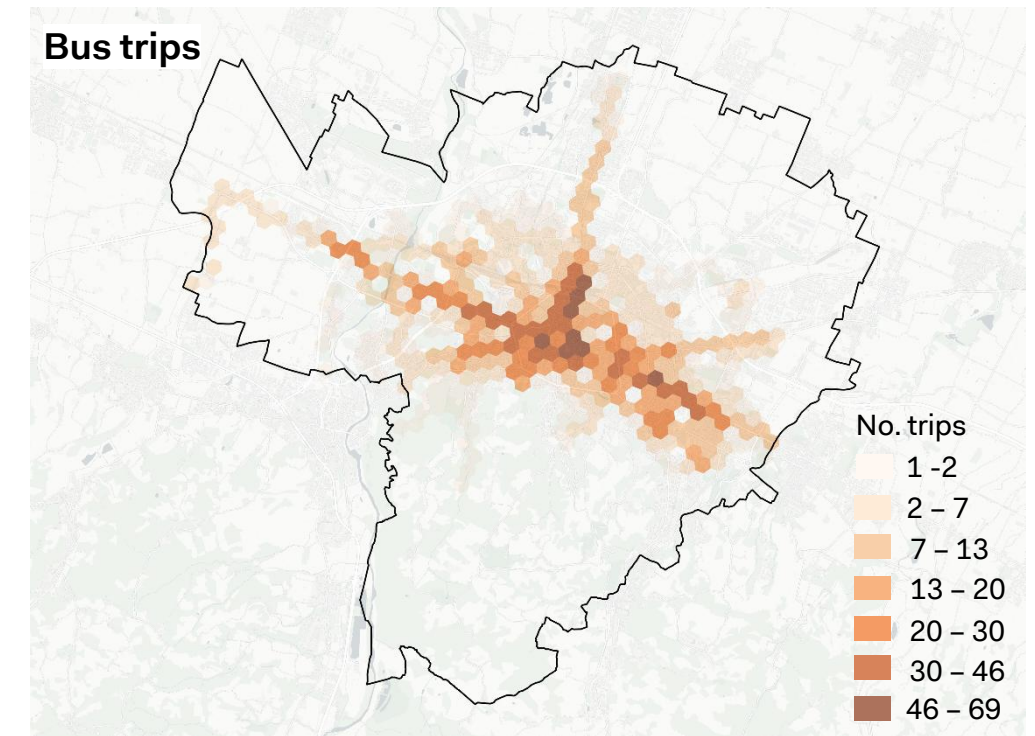 Bus trips
No. trips
1 -2
2 – 7
7 – 13
13 – 20
20 – 30
30 – 46
46 – 69